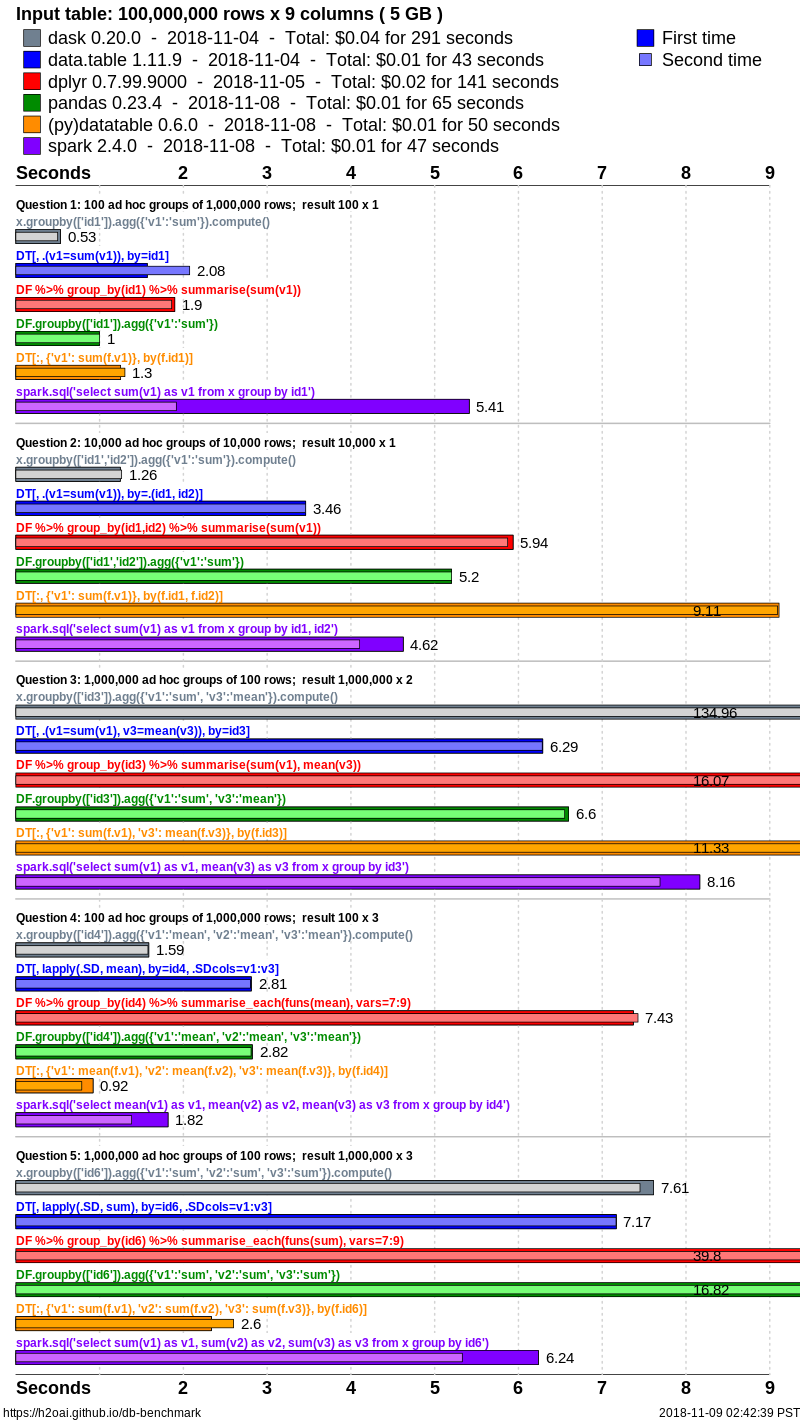 Input table: 100,000,000 rows x 9 columns ( 5 GB )
dask 0.20.0 - 2018-11-04 - Total: $0.04 for 291 seconds
First time
data.table 1.11.9 - 2018-11-04 - Total: $0.01 for 43 seconds
Second time
dplyr 0.7.99.9000 - 2018-11-05 - Total: $0.02 for 141 seconds
pandas 0.23.4 - 2018-11-08 - Total: $0.01 for 65 seconds
(py)datatable 0.6.0 - 2018-11-08 - Total: $0.01 for 50 seconds
spark 2.4.0 - 2018-11-08 - Total: $0.01 for 47 seconds
Seconds 2 3 4 5 6 7 8 9
Question 1: 100 ad hoc groups of 1,000,000 rows; result 100 x 1
x.groupby(['id1']).agg({'v1':'sum'}).compute()
0.53
DT[, .(v1=sum(v1)), by=id1]
2.08
DF %>% group_by(id1) %>% summarise(sum(v1))
1.9
DF.groupby(['id1']).agg({'v1':'sum'})
1
DT[:, {'v1': sum(f.v1)}, by(f.id1)]
1.3
spark.sql('select sum(v1) as v1 from x group by id1')
5.41
Question 2: 10,000 ad hoc groups of 10,000 rows; result 10,000 x 1
x.groupby(['id1','id2']).agg({'v1':'sum'}).compute()
1.26
DT[, .(v1=sum(v1)), by=.(id1, id2)]
3.46
DF %>% group_by(id1,id2) %>% summarise(sum(v1))
5.94
DF.groupby(['id1','id2']).agg({'v1':'sum'})
5.2
DT[:, {'v1': sum(f.v1)}, by(f.id1, f.id2)]
9.11
spark.sql('select sum(v1) as v1 from x group by id1, id2')
4.62
Question 3: 1,000,000 ad hoc groups of 100 rows; result 1,000,000 x 2
x.groupby(['id3']).agg({'v1':'sum', 'v3':'mean'}).compute()
134.96
DT[, .(v1=sum(v1), v3=mean(v3)), by=id3]
6.29
DF %>% group_by(id3) %>% summarise(sum(v1), mean(v3))
16.07
DF.groupby(['id3']).agg({'v1':'sum', 'v3':'mean'})
6.6
DT[:, {'v1': sum(f.v1), 'v3': mean(f.v3)}, by(f.id3)]
11.33
spark.sql('select sum(v1) as v1, mean(v3) as v3 from x group by id3')
8.16
Question 4: 100 ad hoc groups of 1,000,000 rows; result 100 x 3
x.groupby(['id4']).agg({'v1':'mean', 'v2':'mean', 'v3':'mean'}).compute()
1.59
DT[, lapply(.SD, mean), by=id4, .SDcols=v1:v3]
2.81
DF %>% group_by(id4) %>% summarise_each(funs(mean), vars=7:9)
7.43
DF.groupby(['id4']).agg({'v1':'mean', 'v2':'mean', 'v3':'mean'})
2.82
DT[:, {'v1': mean(f.v1), 'v2': mean(f.v2), 'v3': mean(f.v3)}, by(f.id4)]
0.92
spark.sql('select mean(v1) as v1, mean(v2) as v2, mean(v3) as v3 from x group by id4')
1.82
Question 5: 1,000,000 ad hoc groups of 100 rows; result 1,000,000 x 3
x.groupby(['id6']).agg({'v1':'sum', 'v2':'sum', 'v3':'sum'}).compute()
7.61
DT[, lapply(.SD, sum), by=id6, .SDcols=v1:v3]
7.17
DF %>% group_by(id6) %>% summarise_each(funs(sum), vars=7:9)
39.8
DF.groupby(['id6']).agg({'v1':'sum', 'v2':'sum', 'v3':'sum'})
16.82
DT[:, {'v1': sum(f.v1), 'v2': sum(f.v2), 'v3': sum(f.v3)}, by(f.id6)]
2.6
spark.sql('select sum(v1) as v1, sum(v2) as v2, sum(v3) as v3 from x group by id6')
6.24
Seconds 2 3 4 5 6 7 8 9
https://h2oai.github.io/db-benchmark
2018-11-09 02:42:39 PST